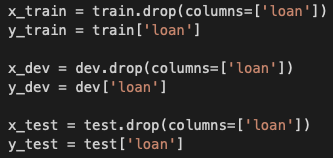 x_train = train.drop(columns=['loan'])
y_train = train['loan']
x_dev = dev.drop(columns=['loan'])
y_dev = dev['loan']
x_test = test.drop(columns=['loan'])
y_test = test['loan']